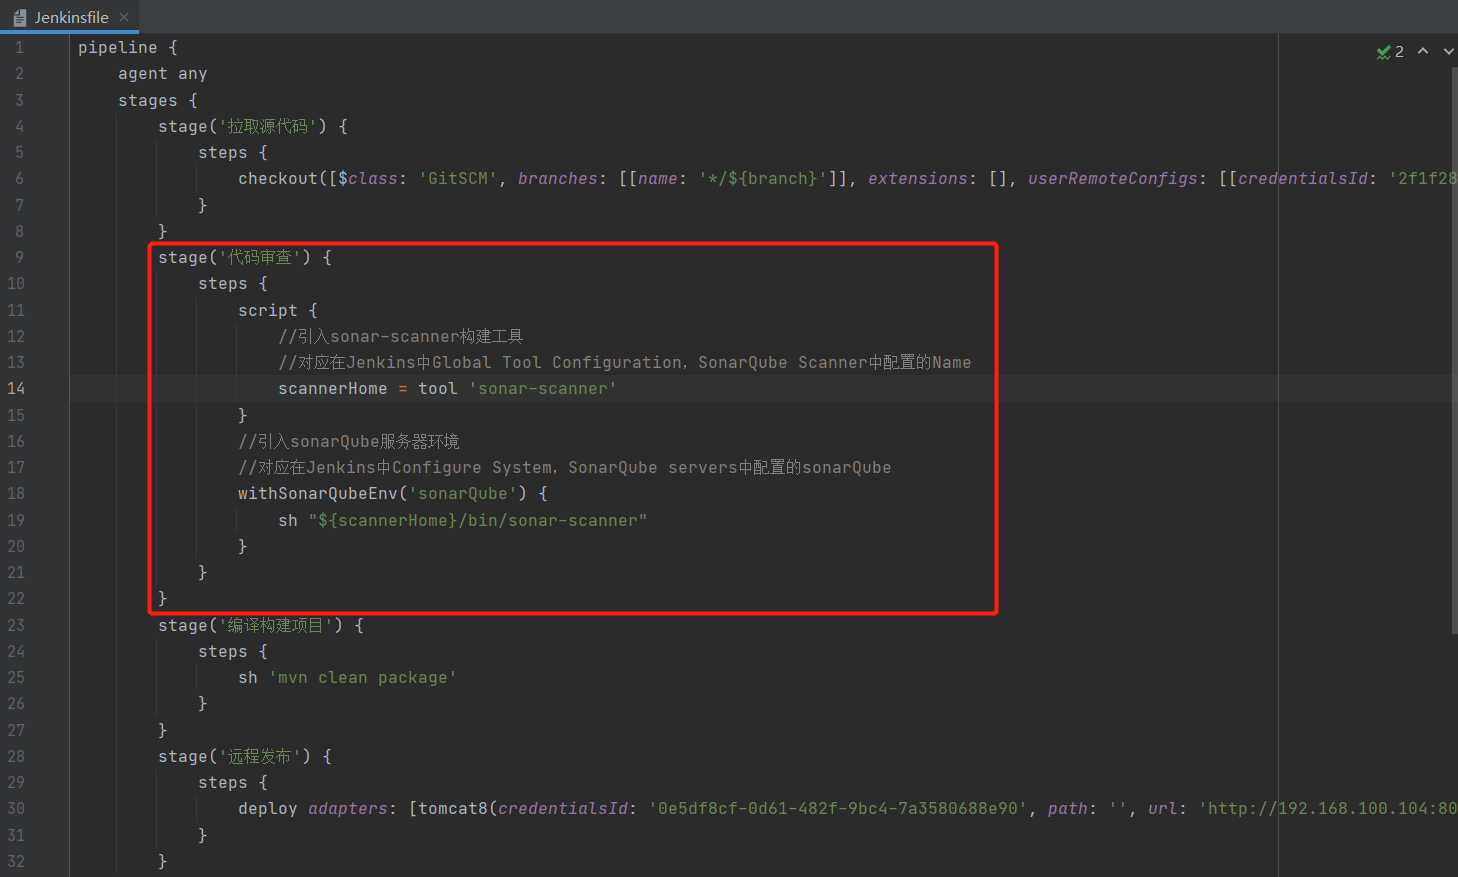 Jenkinsfile
2
1 pipeline {
2 agent any
3 stages {
4 stage('拉取源代码') {
5 steps {
6 checkout([$class: 'GitSCM', branches: [[name: '*/${branch}']], extensions: [], userRemoteConfigs: [[credentialsId: '2f1f28
7 }
8 }
9 stage('代码审查') {
10 steps {
11 script {
12 //引入sonar-scanner构建工具
13 //对应在Jenkins中Global Tool Configuration，SonarQube Scanner中配置的Name
14 scannerHome = tool 'sonar-scanner'
15 }
16 //引入sonarQube服务器环境
17 //对应在Jenkins中Configure System，SonarQube servers中配置的sonarQube
18 withSonarQubeEnv('sonarQube') {
19 sh "${scannerHome}/bin/sonar-scanner"
20 }
21 }
22 }
23 stage('编译构建项目') {
24 steps {
25 sh 'mvn clean package'
26 }
27 }
28 stage('远程发布') {
29 steps {
30 deploy adapters: [tomcat8(credentialsId: '0e5df8cf-0d61-482f-9bc4-7a3580688e90', path: '', url: 'http://192.168.100.104:80
31 }
32 }